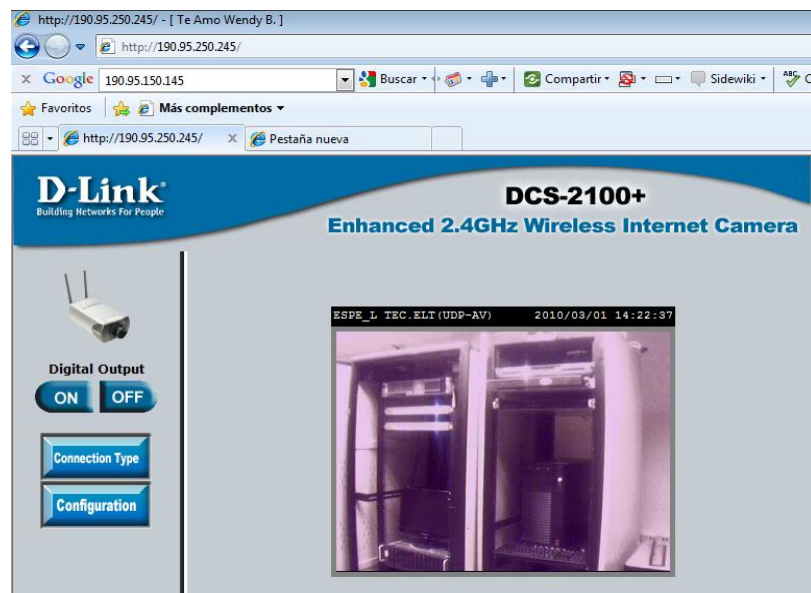 http://190.95.250.245/ - [ Te Amo Wendy B. ]
http://190.95.250.245/
x Google 190.95.150.145 Buscar Compartir Sidewiki
Favoritos Más complementos
http://190.95.250.245/ x Pestaña nueva
D-Link
Building Networks For People
DCS-2100+
Enhanced 2.4GHz Wireless Internet Camera
ESPE_L TEC.ELT(UDP-AV) 2010/03/01 14:22:37
Digital Output
ON OFF
Connection Type
Configuration